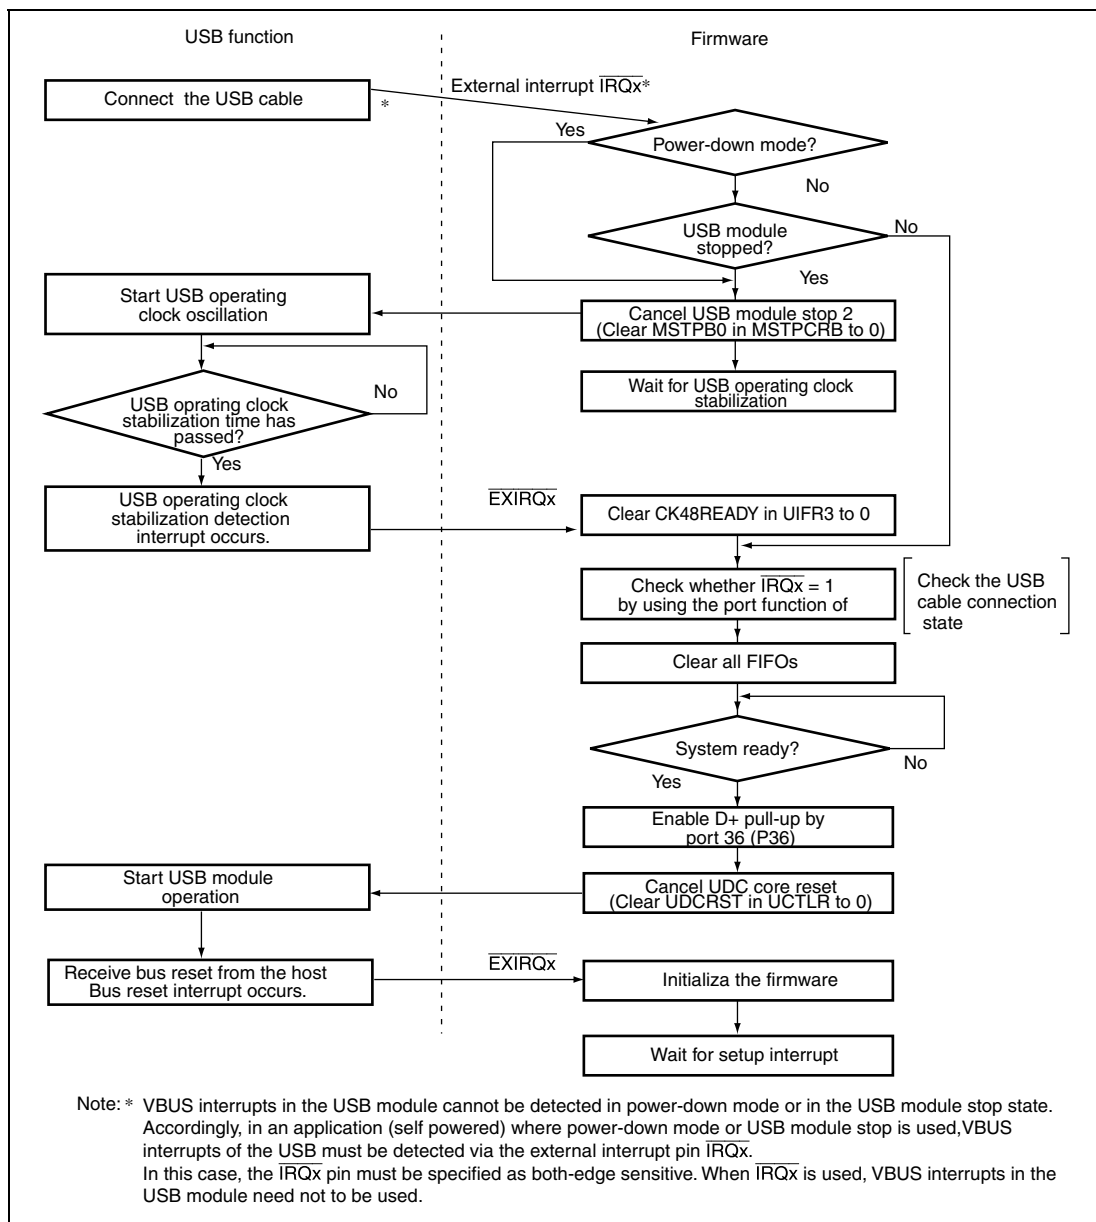 USB function
Firmware
External interrupt IRQx*
Connect the USB cable
*
Yes
Power-down mode?
No
USB module
stopped?
No
Yes
Start USB operating
clock oscillation
Cancel USB module stop 2
(Clear MSTPB0 in MSTPCRB to 0)
No
Wait for USB operating clock
stabilization
USB oprating clock
stabilization time has
passed?
Yes
USB operating clock
stabilization detection
interrupt occurs.
EXIRQx
Clear CK48READY in UIFR3 to 0
Check whether IRQx = 1
by using the port function of
Check the USB
cable connection
state
Clear all FIFOs
System ready?
No
Yes
Enable D+ pull-up by
port 36 (P36)
Start USB module
operation
Cancel UDC core reset
(Clear UDCRST in UCTLR to 0)
Receive bus reset from the host
Bus reset interrupt occurs.
EXIRQx
Initializa the firmware
Wait for setup interrupt
Note: * VBUS interrupts in the USB module cannot be detected in power-down mode or in the USB module stop state.
Accordingly, in an application (self powered) where power-down mode or USB module stop is used,VBUS
interrupts of the USB must be detected via the external interrupt pin IRQx.
In this case, the IRQx pin must be specified as both-edge sensitive. When IRQx is used, VBUS interrupts in the
USB module need not to be used.